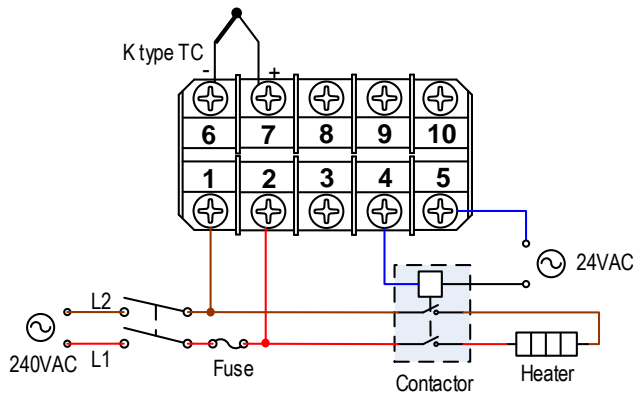 K type TC
- +
6 7 8 9 10
1 2 3 4 5
24VAC
L2
240VAC
L1
Fuse
Contactor
Heater